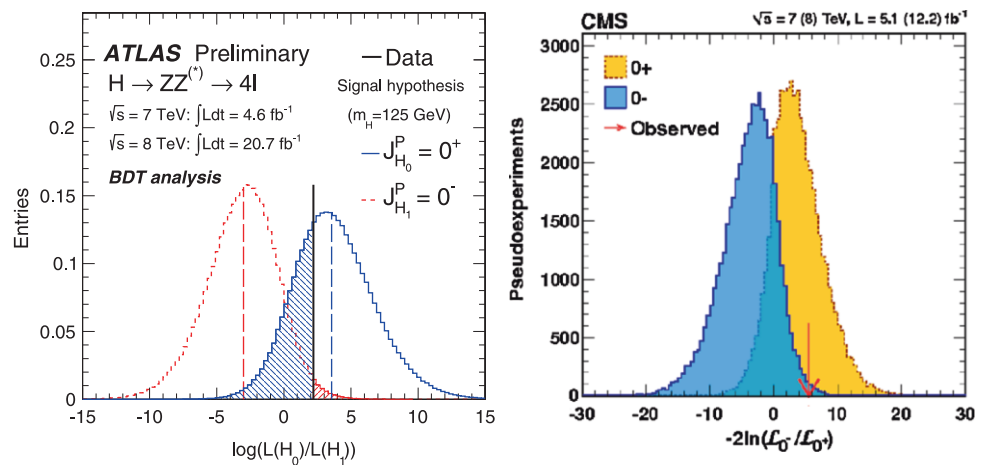 ATLAS Preliminary
H → ZZ(*) → 4l
√s = 7 TeV: ∫Ldt = 4.6 fb⁻¹
√s = 8 TeV: ∫Ldt = 20.7 fb⁻¹
BDT analysis
Data
Signal hypothesis
(m_H=125 GeV)
J^P_H₀ = 0⁺
J^P_H₁ = 0⁻
Entries
0.25
0.2
0.15
0.1
0.05
0
-15 -10 -5 0 5 10 15
log(L(H₀)/L(H₁))
CMS √s = 7 (8) TeV, L = 5.1 (12.2) fb⁻¹
0+
0-
Observed
Pseudoexperiments
3000
2500
2000
1500
1000
500
0
-30 -20 -10 0 10 20 30
-2ln(ℒ₀-/ℒ₀+)